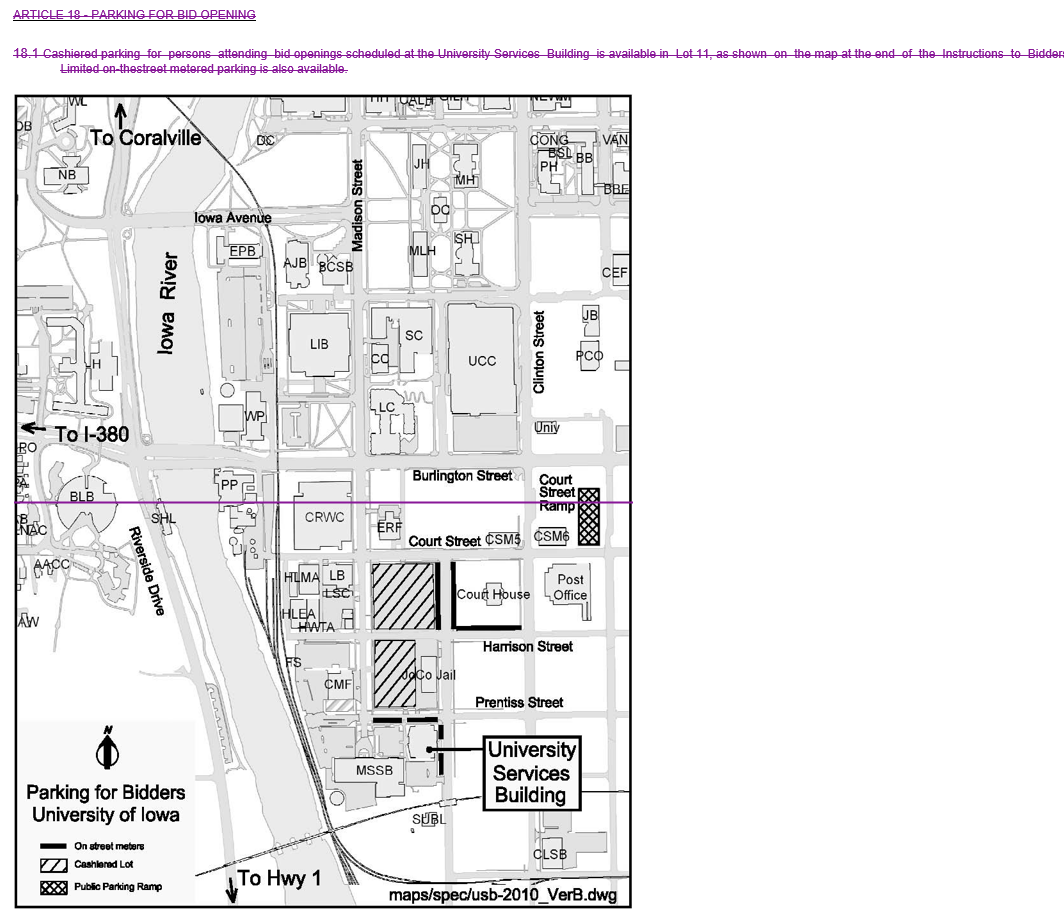 ARTICLE 18 - PARKING FOR BID OPENING
18.1 Cashiered parking for persons attending bid openings scheduled at the University Services Building is available in Lot 11, as shown on the map at the end of the Instructions to Bidders
Limited on-thestreet metered parking is also available.
WL
To Coralville
DC
CONG
VAN
BSL
BB
PH
JH
MH
NB
BBE
Madison Street
DC
Iowa Avenue
EPB
MLH
SH
AJB
BCSB
CEF
Iowa River
JB
SC
LIB
CC
UCC
PCO
Clinton Street
H
LC
WP
Univ
To I-380
Burlington Street
Court
Street
Ramp
PP
BLB
CRWC
SHL
ERF
Court Street
CSM5
CSM6
Riverside Drive
AACC
HLMA
LB
LSC
Court House
Post
Office
HLEA
HWTA
AW
Harrison Street
FS
JoCo Jail
CMF
Prentiss Street
N
University
Services
Building
MSSB
Parking for Bidders
University of Iowa
SUBL
On street meters
Cashiered Lot
CLSB
Public Parking Ramp
To Hwy 1
maps/spec/usb-2010_VerB.dwg